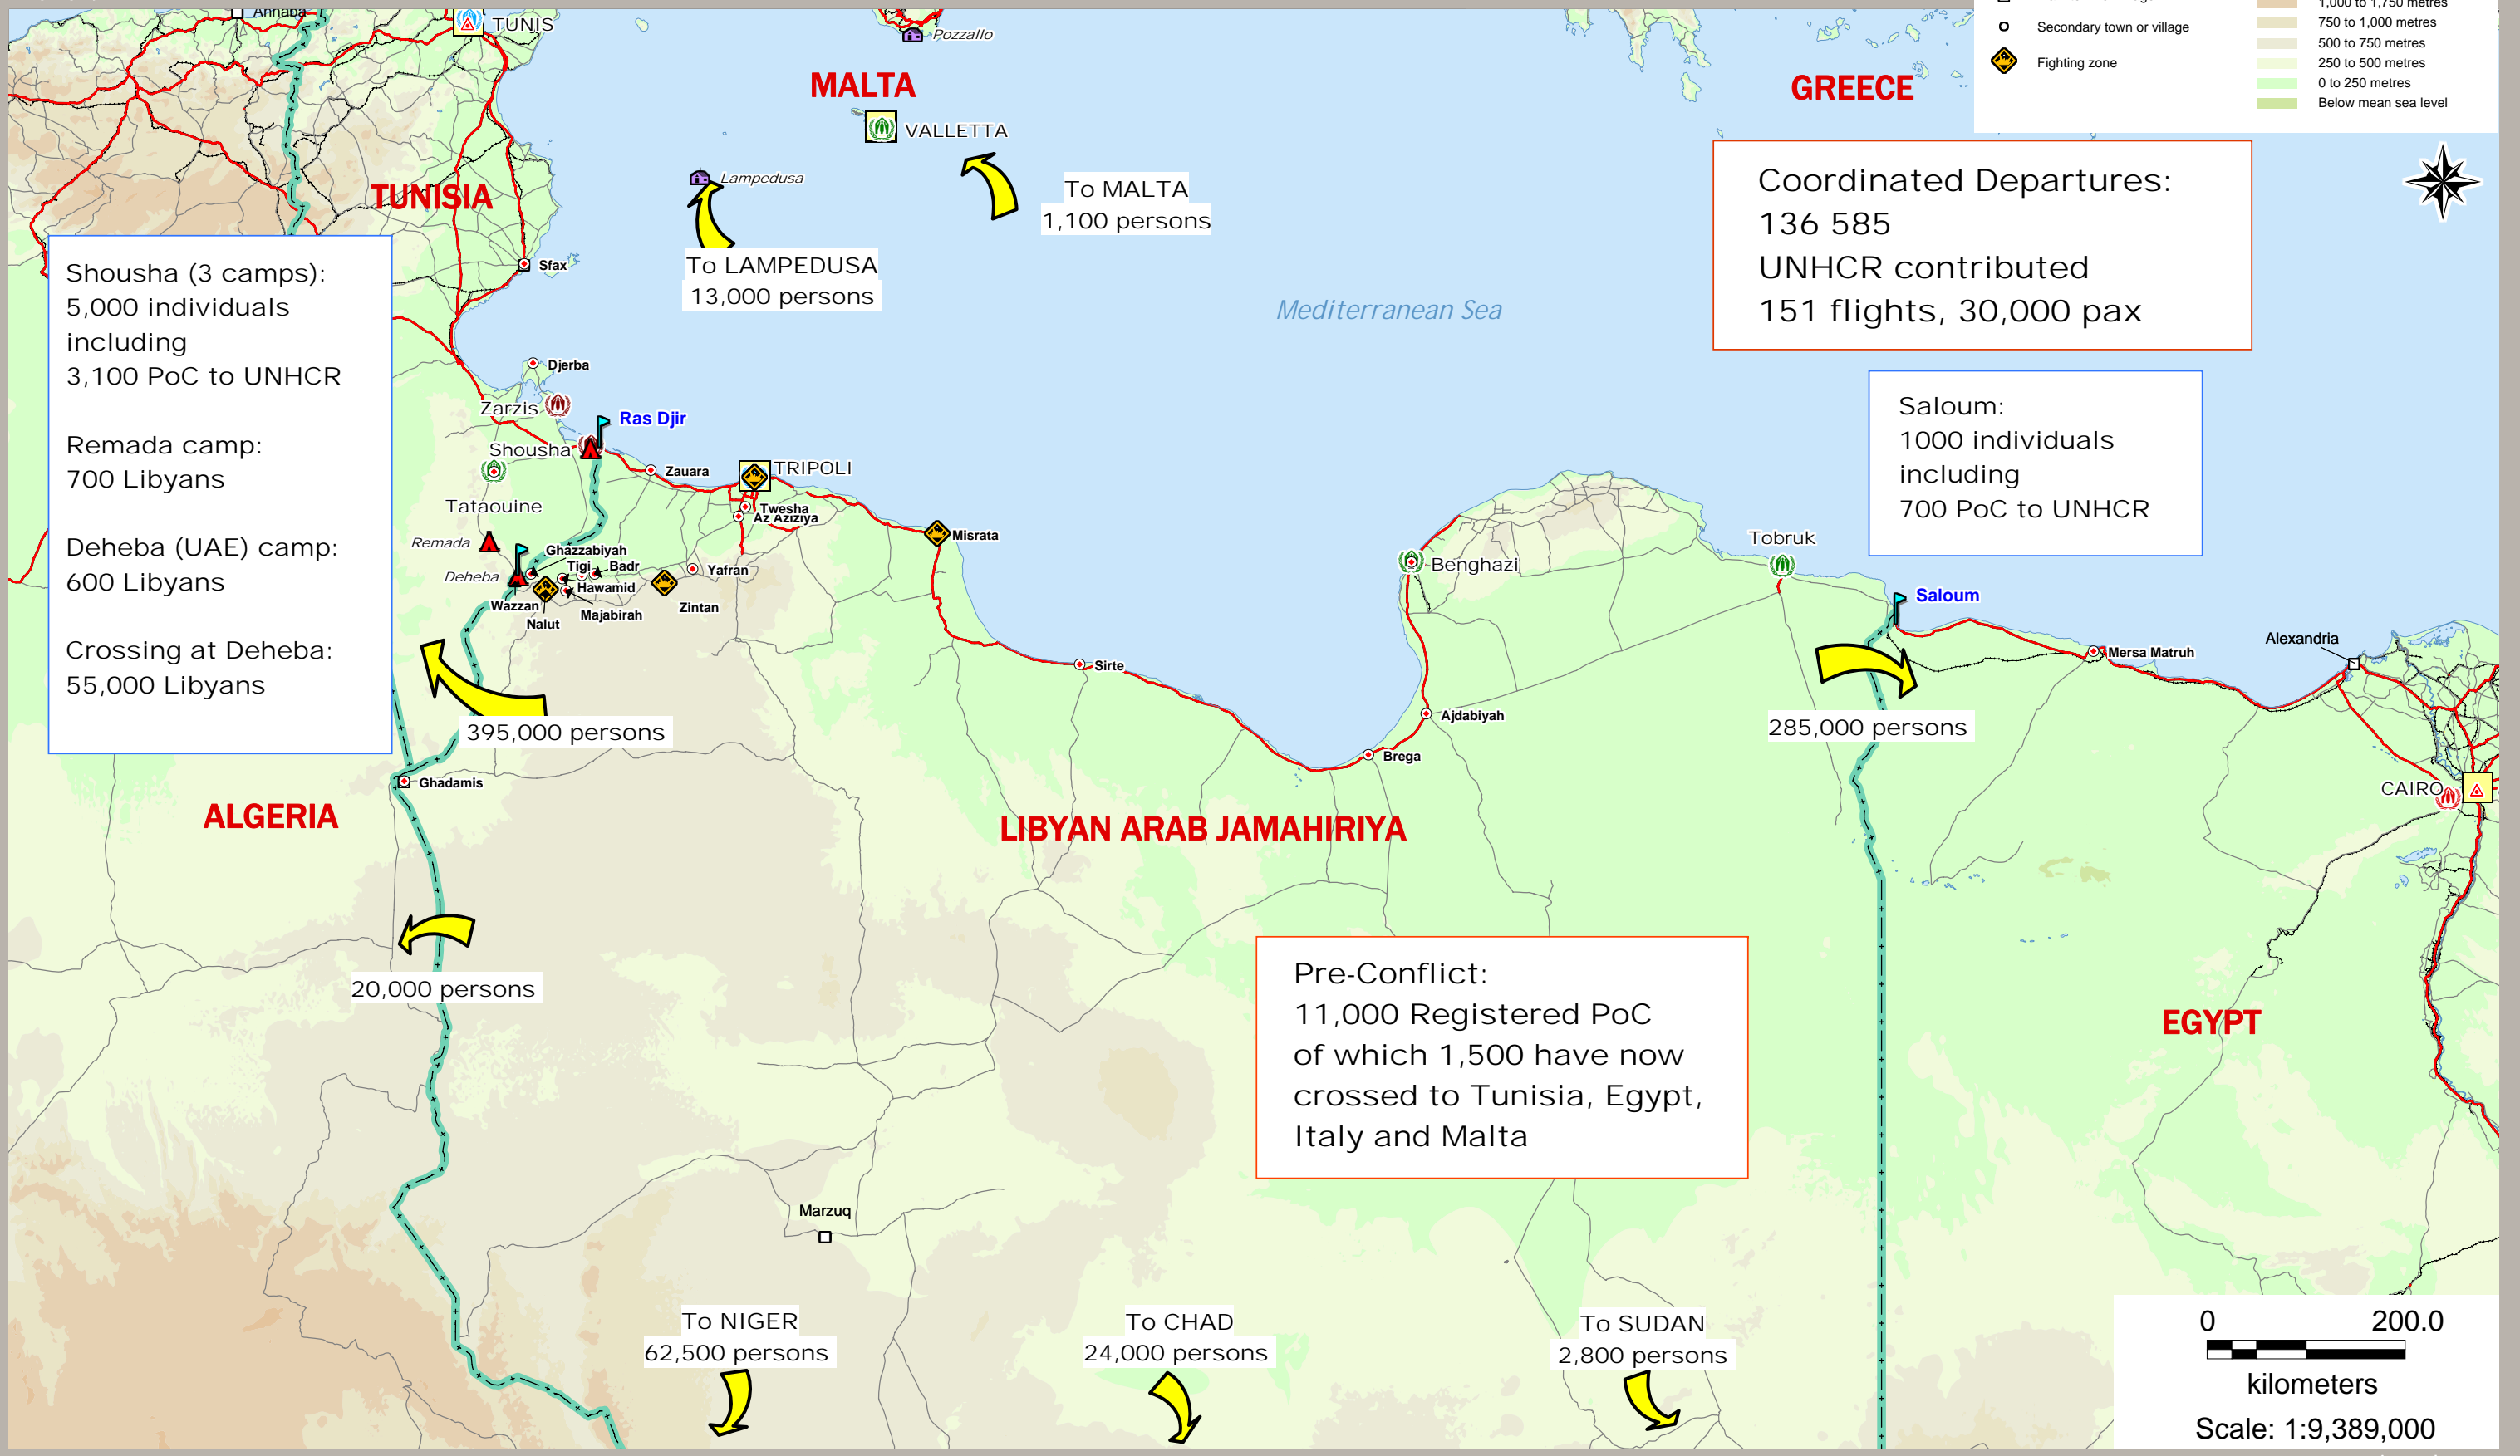 Annaba
TUNIS
Pozzallo
MALTA
GREECE
VALLETTA
Secondary town or village
Fighting zone
1,000 to 1,750 metres
750 to 1,000 metres
500 to 750 metres
250 to 500 metres
0 to 250 metres
Below mean sea level
TUNISIA
Lampedusa
To MALTA
1,100 persons
To LAMPEDUSA
13,000 persons
Mediterranean Sea
Coordinated Departures:
136 585
UNHCR contributed
151 flights, 30,000 pax
Shousha (3 camps):
5,000 individuals
including
3,100 PoC to UNHCR
Remada camp:
700 Libyans
Deheba (UAE) camp:
600 Libyans
Crossing at Deheba:
55,000 Libyans
Saloum:
1000 individuals
including
700 PoC to UNHCR
Sfax
Djerba
Zarzis
Ras Djir
Shousha
Zauara
TRIPOLI
Tataouine
Twesha
Az Aziziya
Misrata
Remada
Ghazzabiyah
Deheba
Tigi
Badr
Yafran
Hawamid
Wazzan
Majabirah
Zintan
Nalut
Benghazi
Tobruk
Saloum
Alexandria
Mersa Matruh
Sirte
Ajdabiyah
Brega
395,000 persons
285,000 persons
Ghadamis
CAIRO
ALGERIA
LIBYAN ARAB JAMAHIRIYA
20,000 persons
Pre-Conflict:
11,000 Registered PoC
of which 1,500 have now
crossed to Tunisia, Egypt,
Italy and Malta
EGYPT
Marzuq
To NIGER
62,500 persons
To CHAD
24,000 persons
To SUDAN
2,800 persons
0 200.0
kilometers
Scale: 1:9,389,000